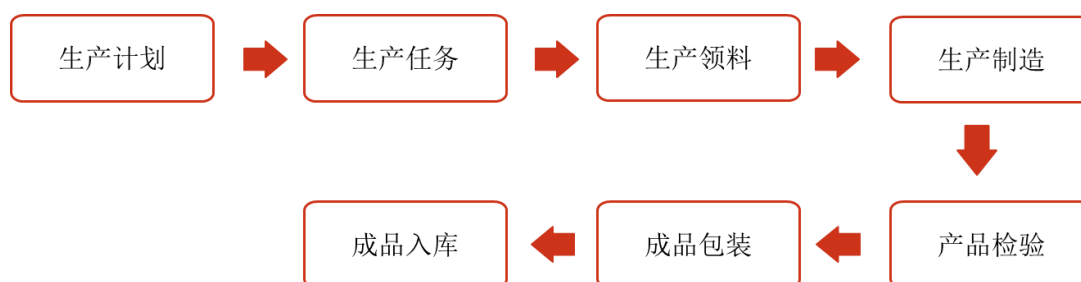 生产计划
生产任务
生产领料
生产制造
产品检验
成品包装
成品入库